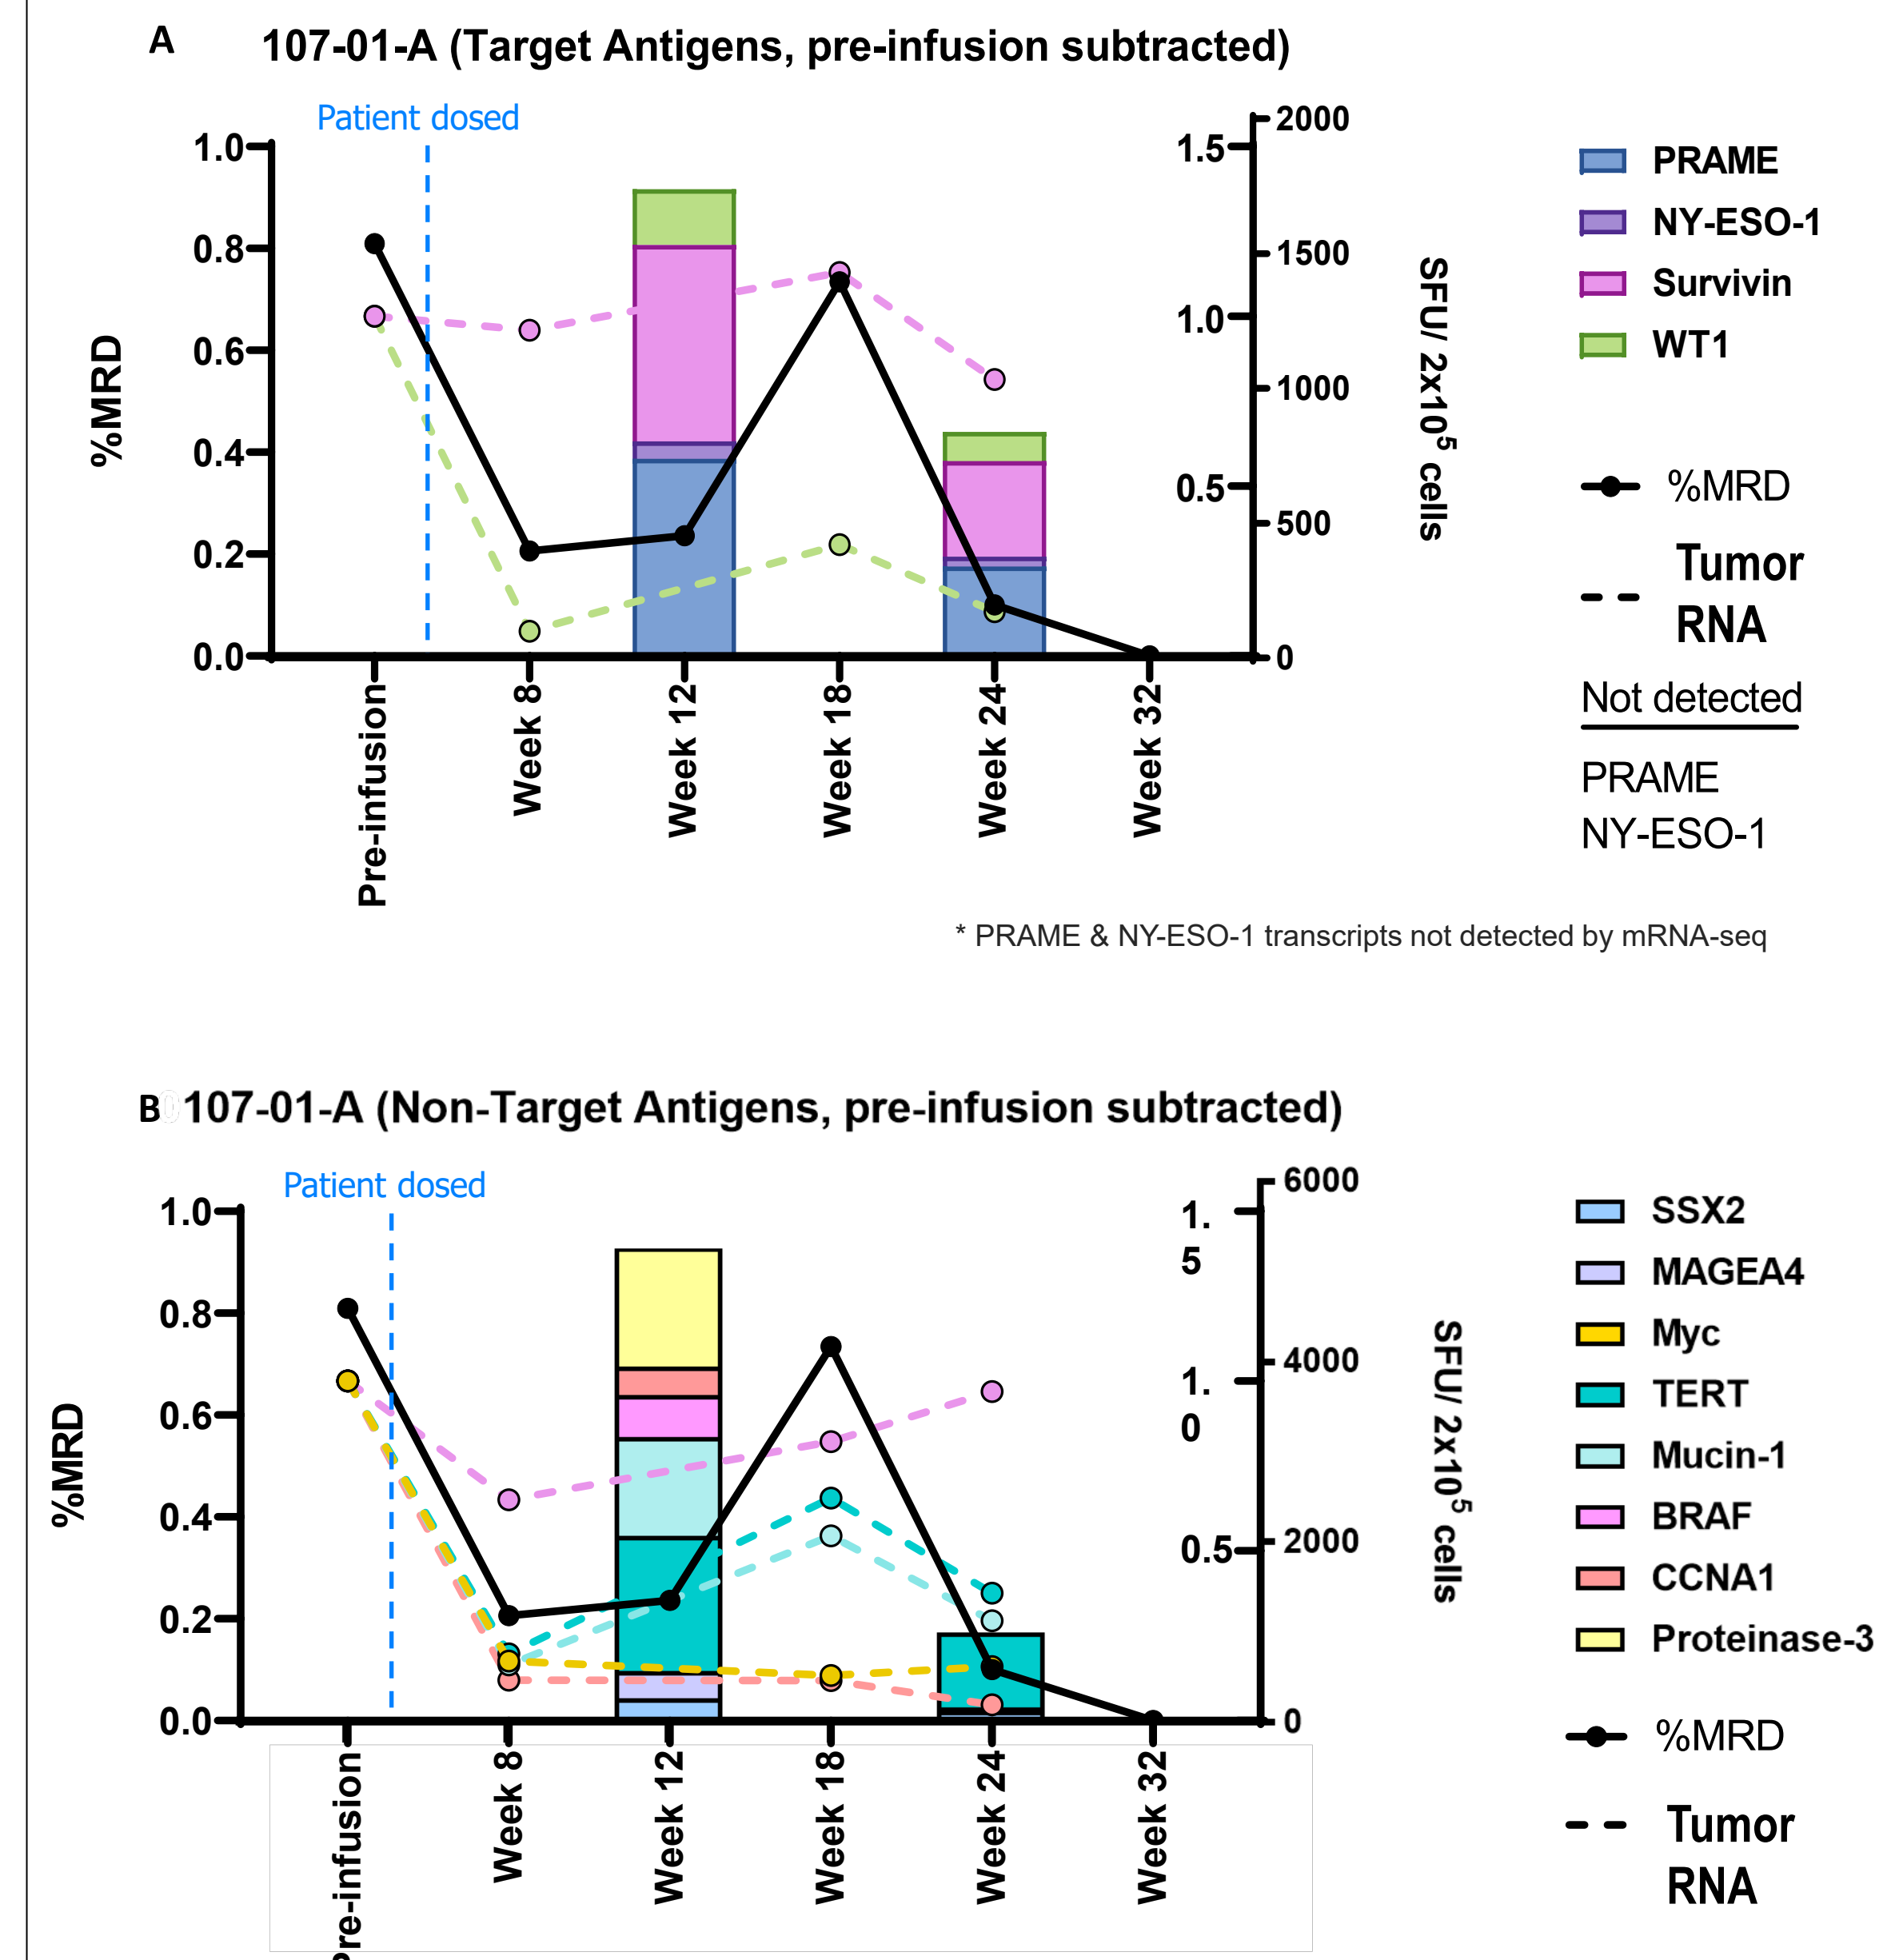 A
107-01-A (Target Antigens, pre-infusion subtracted)
Patient dosed
%MRD
1.0
0.8
0.6
0.4
0.2
0.0
1.5
1.0
0.5
2000
1500
1000
500
0
SFU/ 2x10⁵ cells
Pre-infusion
Week 8
Week 12
Week 18
Week 24
Week 32
PRAME
NY-ESO-1
Survivin
WT1
%MRD
Tumor
RNA
Not detected
PRAME
NY-ESO-1
* PRAME & NY-ESO-1 transcripts not detected by mRNA-seq
B
107-01-A (Non-Target Antigens, pre-infusion subtracted)
Patient dosed
%MRD
1.0
0.8
0.6
0.4
0.2
0.0
1.
5
1.
0
0.5
6000
4000
2000
0
SFU/ 2x10⁵ cells
Pre-infusion
Week 8
Week 12
Week 18
Week 24
Week 32
SSX2
MAGEA4
Myc
TERT
Mucin-1
BRAF
CCNA1
Proteinase-3
%MRD
Tumor
RNA